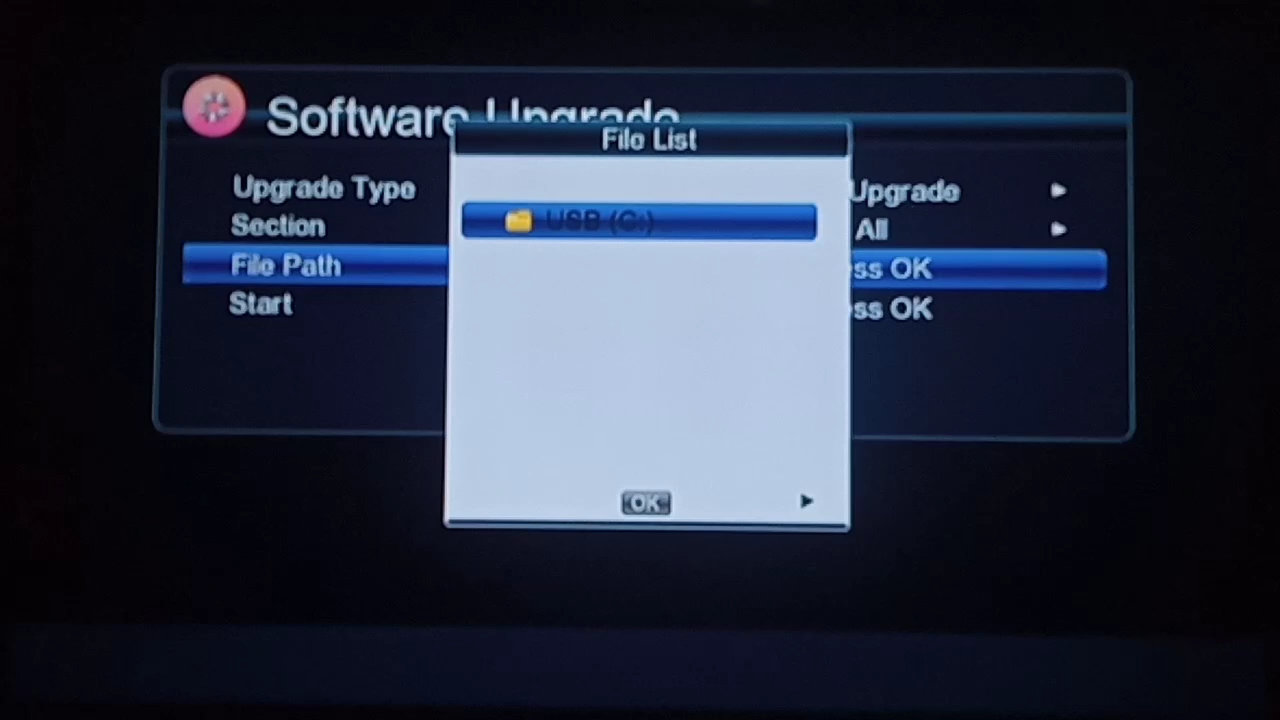 Software Upgrade
File List
Upgrade Type
Upgrade
USB (C:)
Section
All
File Path
ss OK
Start
ss OK
OK